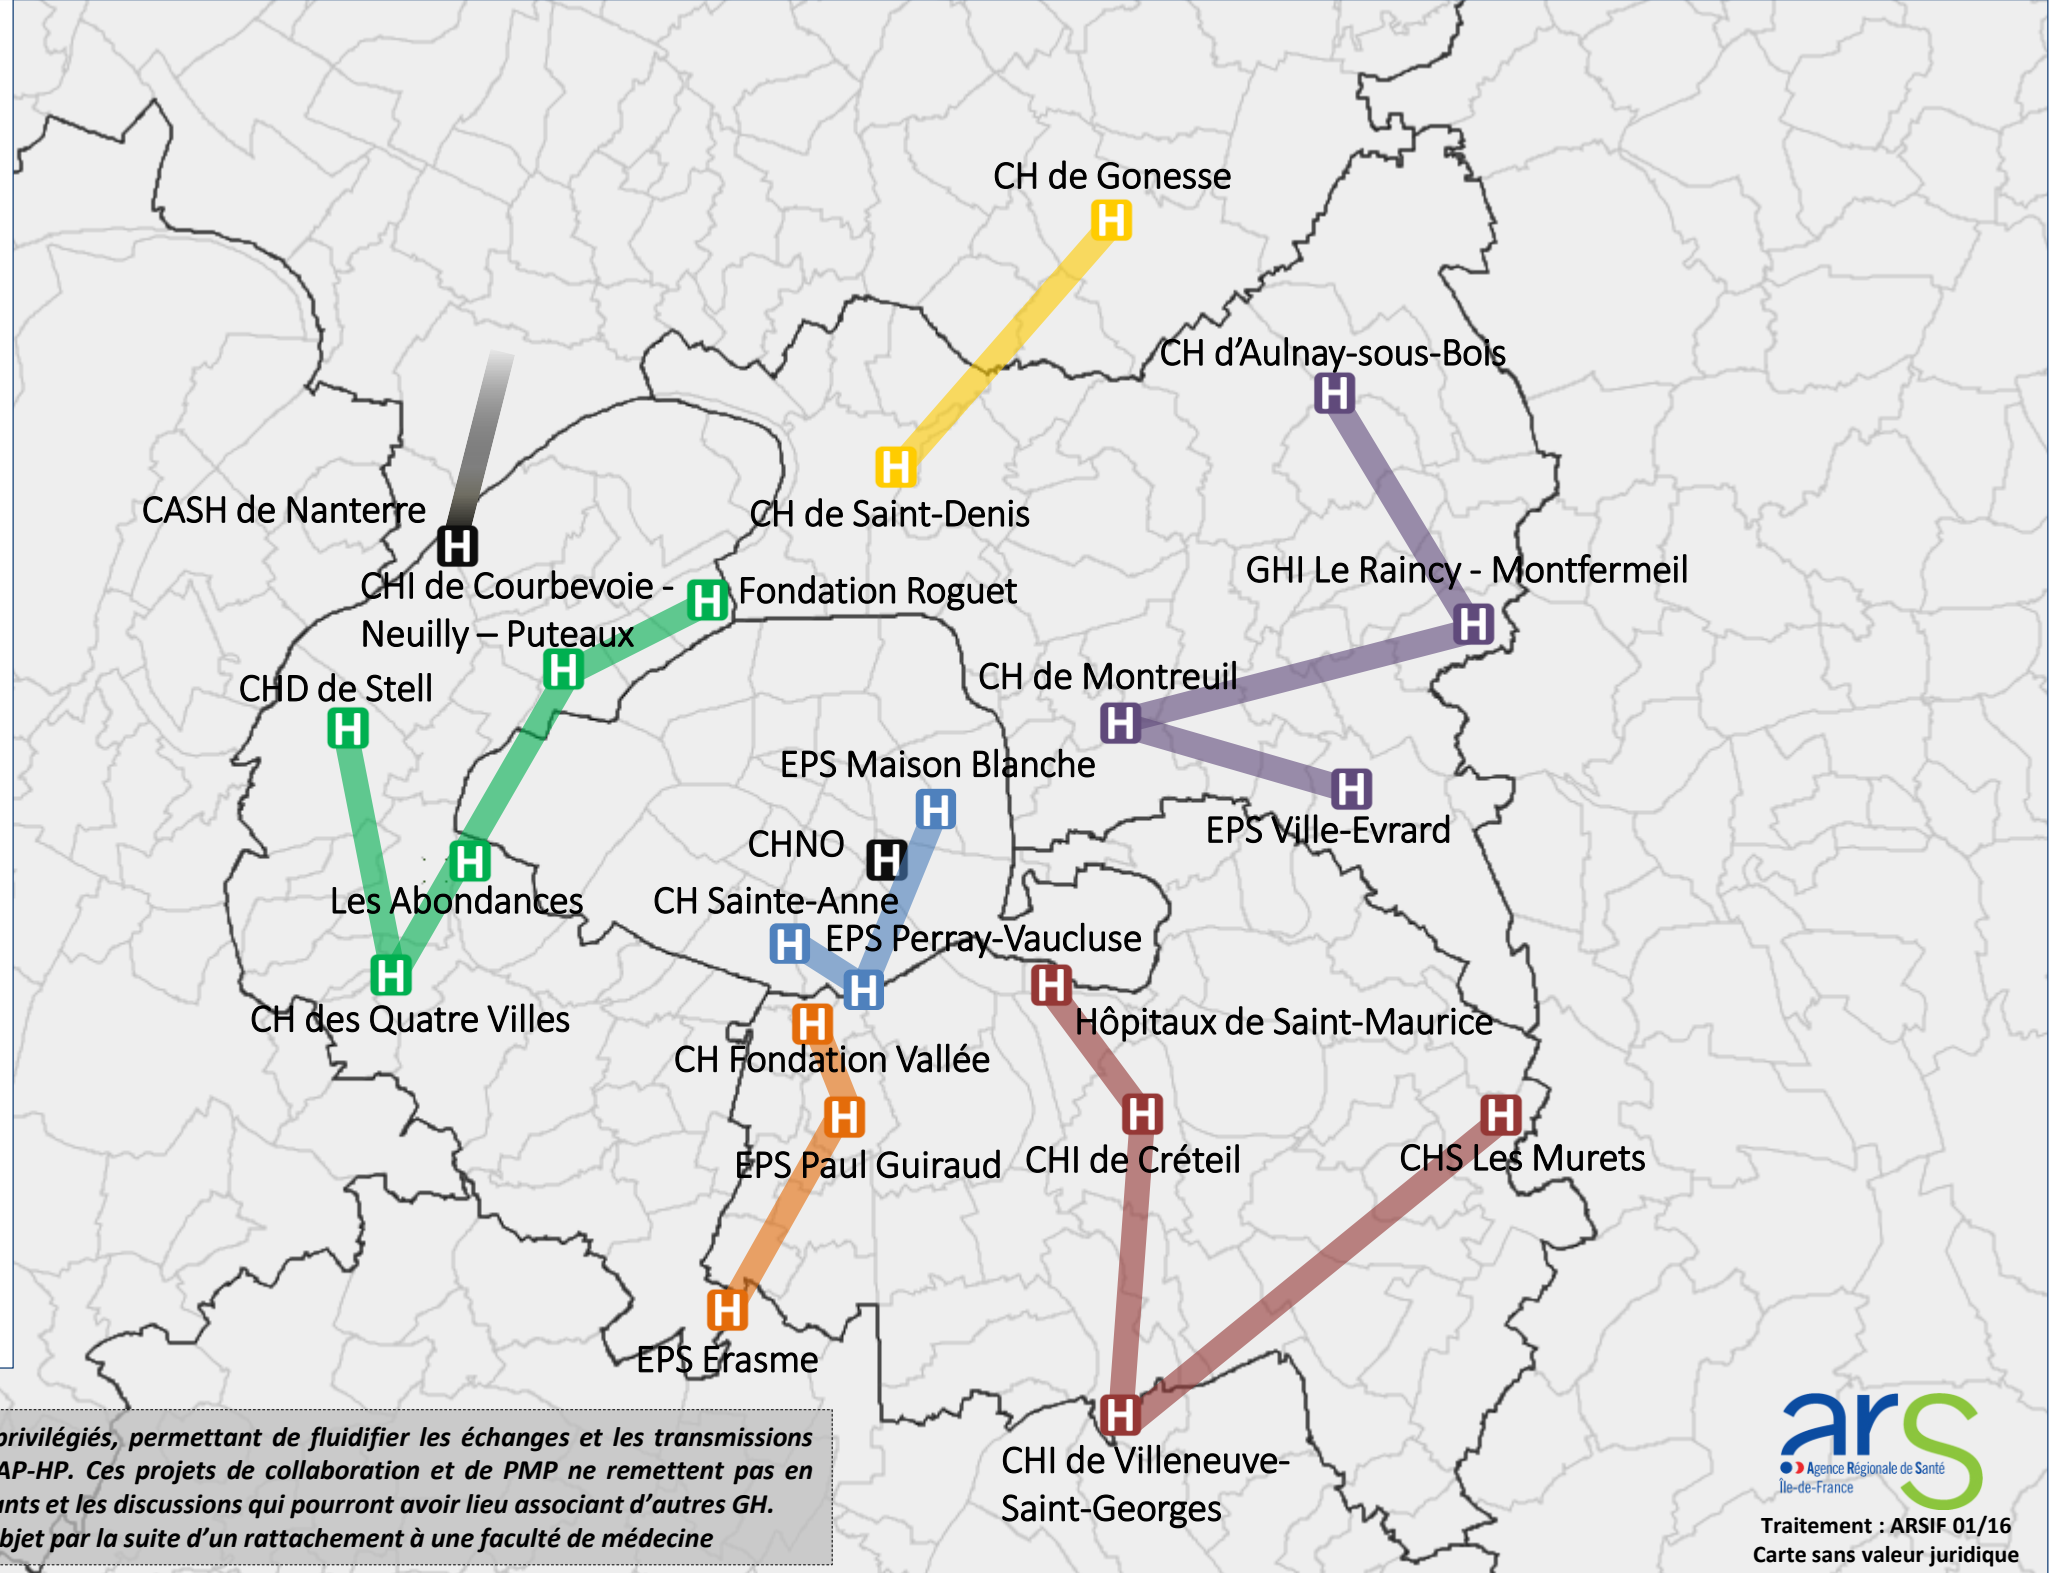 CH de Gonesse
CH d'Aulnay-sous-Bois
CASH de Nanterre
CH de Saint-Denis
CHI de Courbevoie -
Neuilly – Puteaux
Fondation Roguet
GHI Le Raincy - Montfermeil
CHD de Stell
CH de Montreuil
EPS Maison Blanche
EPS Ville-Evrard
CHNO
Les Abondances
CH Sainte-Anne
EPS Perray-Vaucluse
CH des Quatre Villes
Hôpitaux de Saint-Maurice
CH Fondation Vallée
EPS Paul Guiraud
CHI de Créteil
CHS Les Murets
EPS Erasme
CHI de Villeneuve-
Saint-Georges
privilégiés, permettant de fluidifier les échanges et les transmissions
AP-HP. Ces projets de collaboration et de PMP ne remettent pas en
ants et les discussions qui pourront avoir lieu associant d'autres GH.
objet par la suite d'un rattachement à une faculté de médecine
ars
Agence Régionale de Santé
Île-de-France
Traitement : ARSIF 01/16
Carte sans valeur juridique